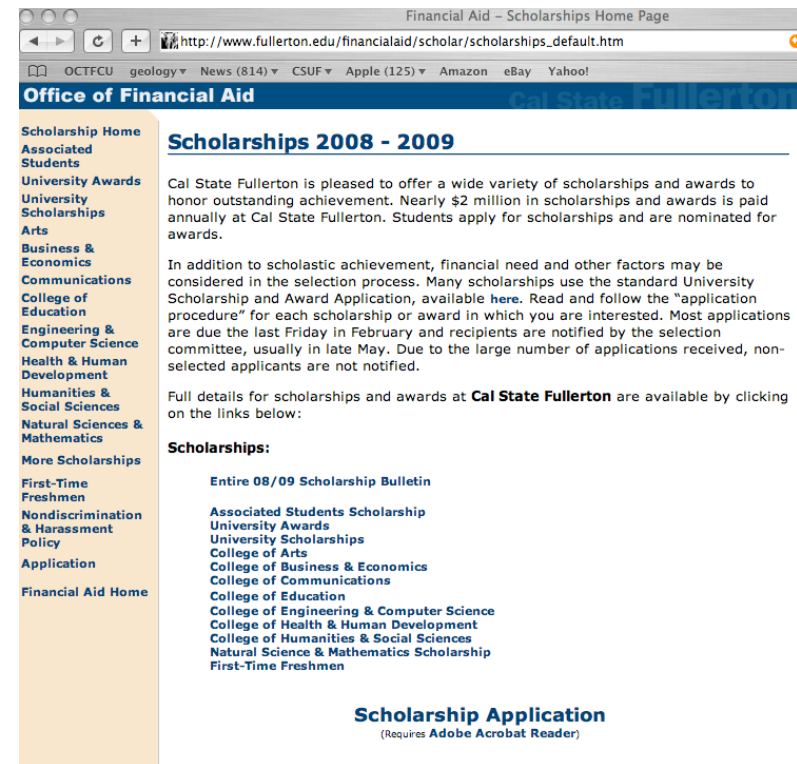 Financial Aid – Scholarships Home Page
http://www.fullerton.edu/financialaid/scholar/scholarships_default.htm
OCTFCU geology▾ News (814)▾ CSUF▾ Apple (125)▾ Amazon eBay Yahoo!
Office of Financial Aid
Cal State Fullerton
Scholarship Home
Associated
Students
University Awards
University
Scholarships
Arts
Business &
Economics
Communications
College of
Education
Engineering &
Computer Science
Health & Human
Development
Humanities &
Social Sciences
Natural Sciences &
Mathematics
More Scholarships
First-Time
Freshmen
Nondiscrimination
& Harassment
Policy
Application
Financial Aid Home
Scholarships 2008 - 2009
Cal State Fullerton is pleased to offer a wide variety of scholarships and awards to
honor outstanding achievement. Nearly $2 million in scholarships and awards is paid
annually at Cal State Fullerton. Students apply for scholarships and are nominated for
awards.
In addition to scholastic achievement, financial need and other factors may be
considered in the selection process. Many scholarships use the standard University
Scholarship and Award Application, available here. Read and follow the “application
procedure” for each scholarship or award in which you are interested. Most applications
are due the last Friday in February and recipients are notified by the selection
committee, usually in late May. Due to the large number of applications received, non-
selected applicants are not notified.
Full details for scholarships and awards at Cal State Fullerton are available by clicking
on the links below:
Scholarships:
Entire 08/09 Scholarship Bulletin
Associated Students Scholarship
University Awards
University Scholarships
College of Arts
College of Business & Economics
College of Communications
College of Education
College of Engineering & Computer Science
College of Health & Human Development
College of Humanities & Social Sciences
Natural Science & Mathematics Scholarship
First-Time Freshmen
Scholarship Application
(Requires Adobe Acrobat Reader)